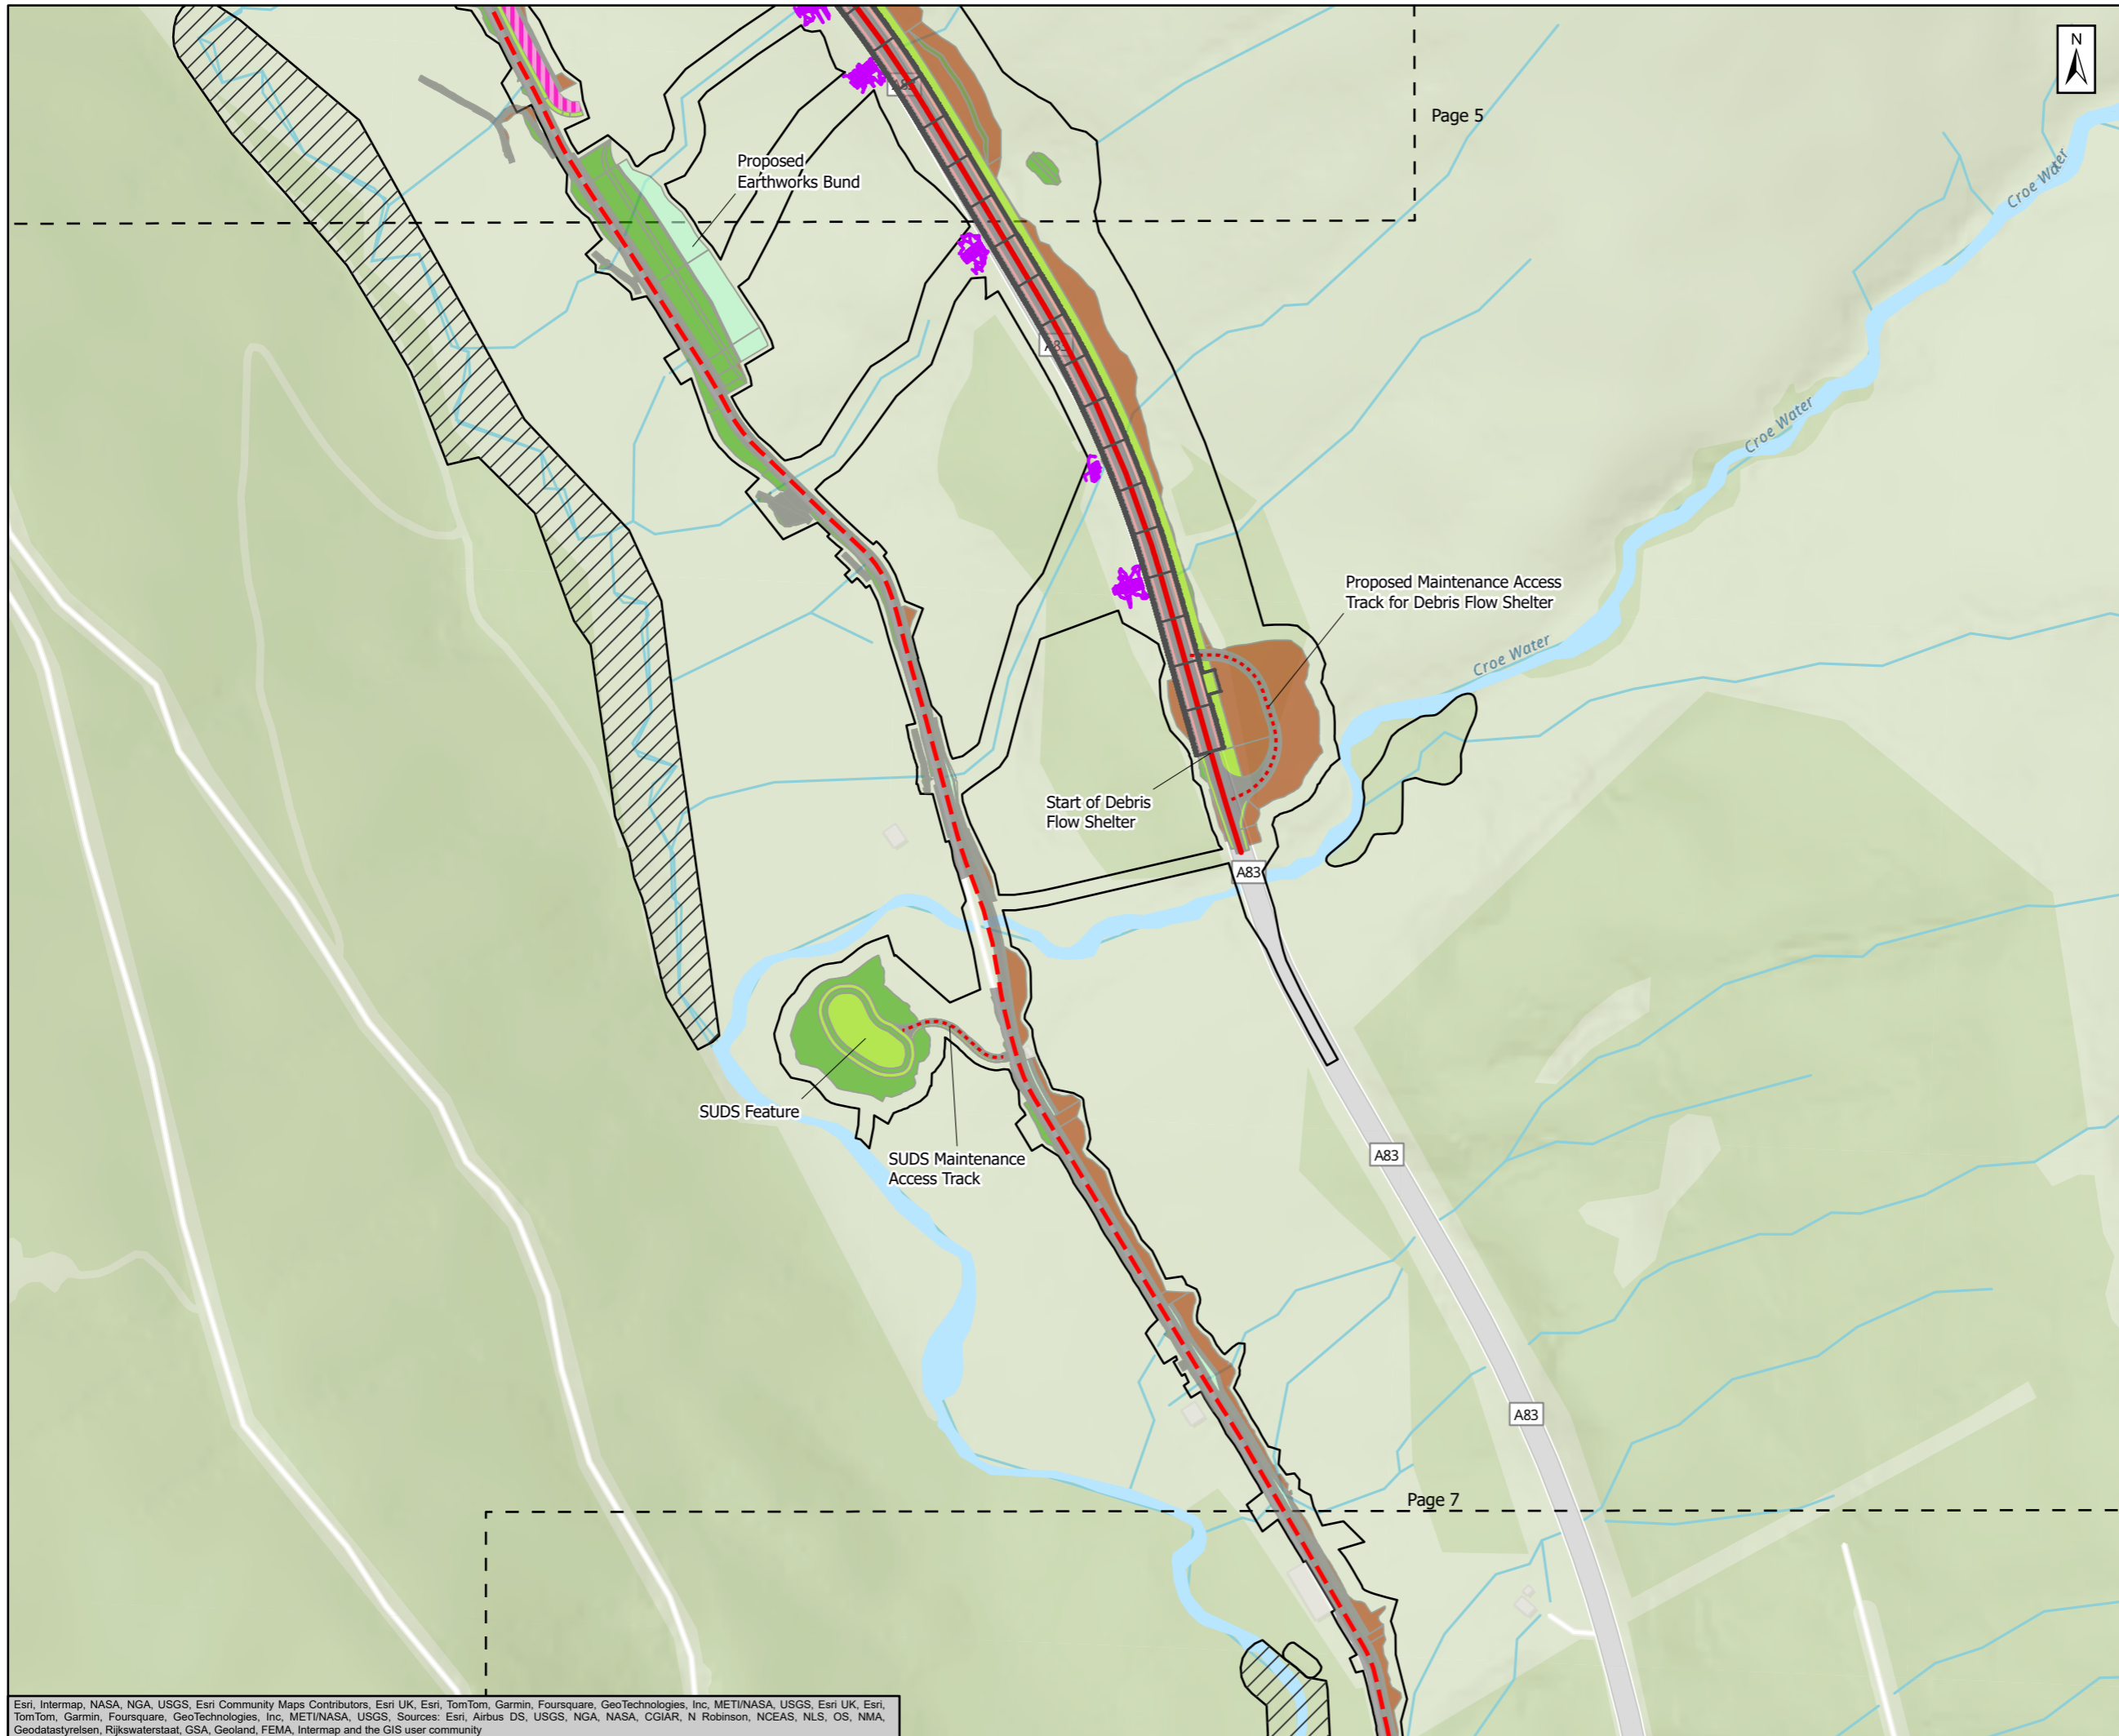 N
A83
Page 5
Proposed
Earthworks Bund
Croe Water
A83
Croe Water
Proposed Maintenance Access
Track for Debris Flow Shelter
Croe Water
Start of Debris
Flow Shelter
A83
SUDS Feature
A83
SUDS Maintenance
Access Track
A83
Page 7
Esri, Intermap, NASA, NGA, USGS, Esri Community Maps Contributors, Esri UK, Esri, TomTom, Garmin, Foursquare, GeoTechnologies, Inc, METI/NASA, USGS, Esri UK, Esri,
TomTom, Garmin, Foursquare, GeoTechnologies, Inc, METI/NASA, USGS, Sources: Esri, Airbus DS, USGS, NGA, NASA, CGIAR, N Robinson, NCEAS, NLS, OS, NMA,
Geodatastyrelsen, Rijkswaterstaat, GSA, Geoland, FEMA, Intermap and the GIS user community